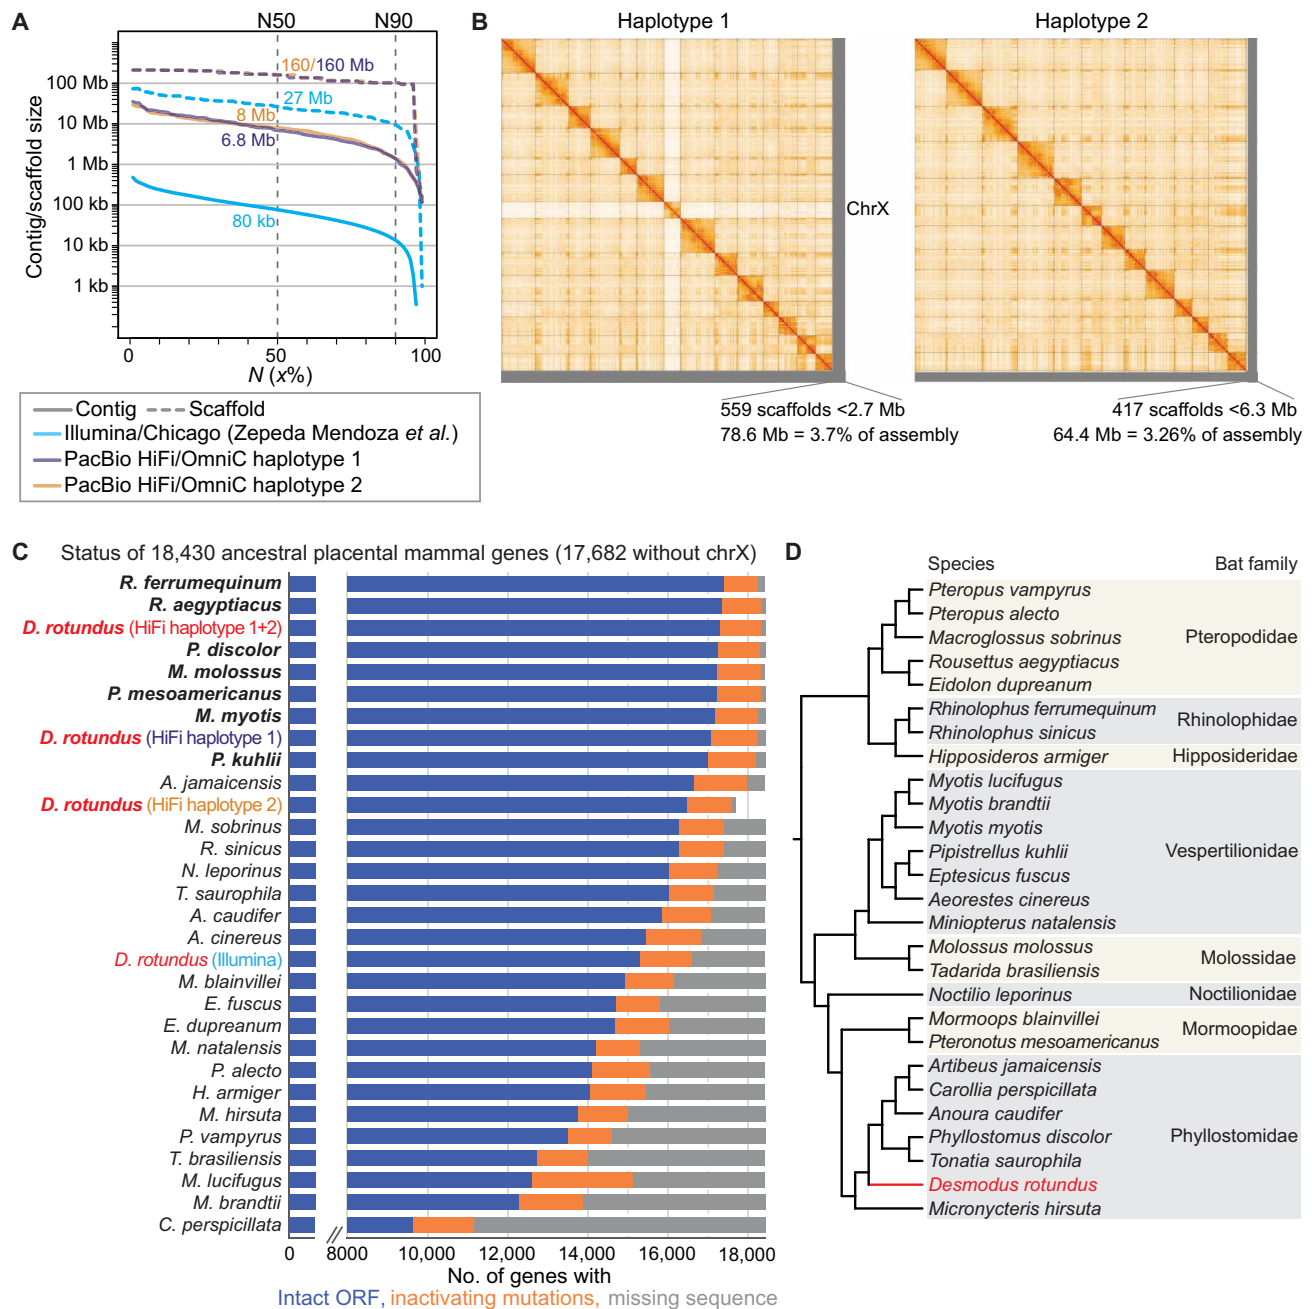 A
N50 N90
160/160 Mb
27 Mb
8 Mb
6.8 Mb
80 kb
100 Mb
10 Mb
1 Mb
100 kb
10 kb
1 kb
Contig/scaffold size
0 50 100
N (x%)
Contig Scaffold
Illumina/Chicago (Zepeda Mendoza et al.)
PacBio HiFi/OmniC haplotype 1
PacBio HiFi/OmniC haplotype 2
B
Haplotype 1 Haplotype 2
ChrX
559 scaffolds <2.7 Mb
78.6 Mb = 3.7% of assembly
417 scaffolds <6.3 Mb
64.4 Mb = 3.26% of assembly
C Status of 18,430 ancestral placental mammal genes (17,682 without chrX)
R. ferrumequinum
R. aegyptiacus
D. rotundus (HiFi haplotype 1+2)
P. discolor
M. molossus
P. mesoamericanus
M. myotis
D. rotundus (HiFi haplotype 1)
P. kuhlii
A. jamaicensis
D. rotundus (HiFi haplotype 2)
M. sobrinus
R. sinicus
N. leporinus
T. saurophila
A. caudifer
A. cinereus
D. rotundus (Illumina)
M. blainvillei
E. fuscus
E. dupreanum
M. natalensis
P. alecto
H. armiger
M. hirsuta
P. vampyrus
T. brasiliensis
M. lucifugus
M. brandtii
C. perspicillata
0 // 8000 10,000 12,000 14,000 16,000 18,000
No. of genes with
Intact ORF, inactivating mutations, missing sequence
D
Species Bat family
Pteropus vampyrus
Pteropus alecto
Macroglossus sobrinus Pteropodidae
Rousettus aegyptiacus
Eidolon dupreanum
Rhinolophus ferrumequinum
Rhinolophidae
Rhinolophus sinicus
Hipposideros armiger Hipposideridae
Myotis lucifugus
Myotis brandtii
Myotis myotis
Pipistrellus kuhlii Vespertilionidae
Eptesicus fuscus
Aeorestes cinereus
Miniopterus natalensis
Molossus molossus
Molossidae
Tadarida brasiliensis
Noctilio leporinus Noctilionidae
Mormoops blainvillei
Mormoopidae
Pteronotus mesoamericanus
Artibeus jamaicensis
Carollia perspicillata
Anoura caudifer
Phyllostomus discolor Phyllostomidae
Tonatia saurophila
Desmodus rotundus
Micronycteris hirsuta